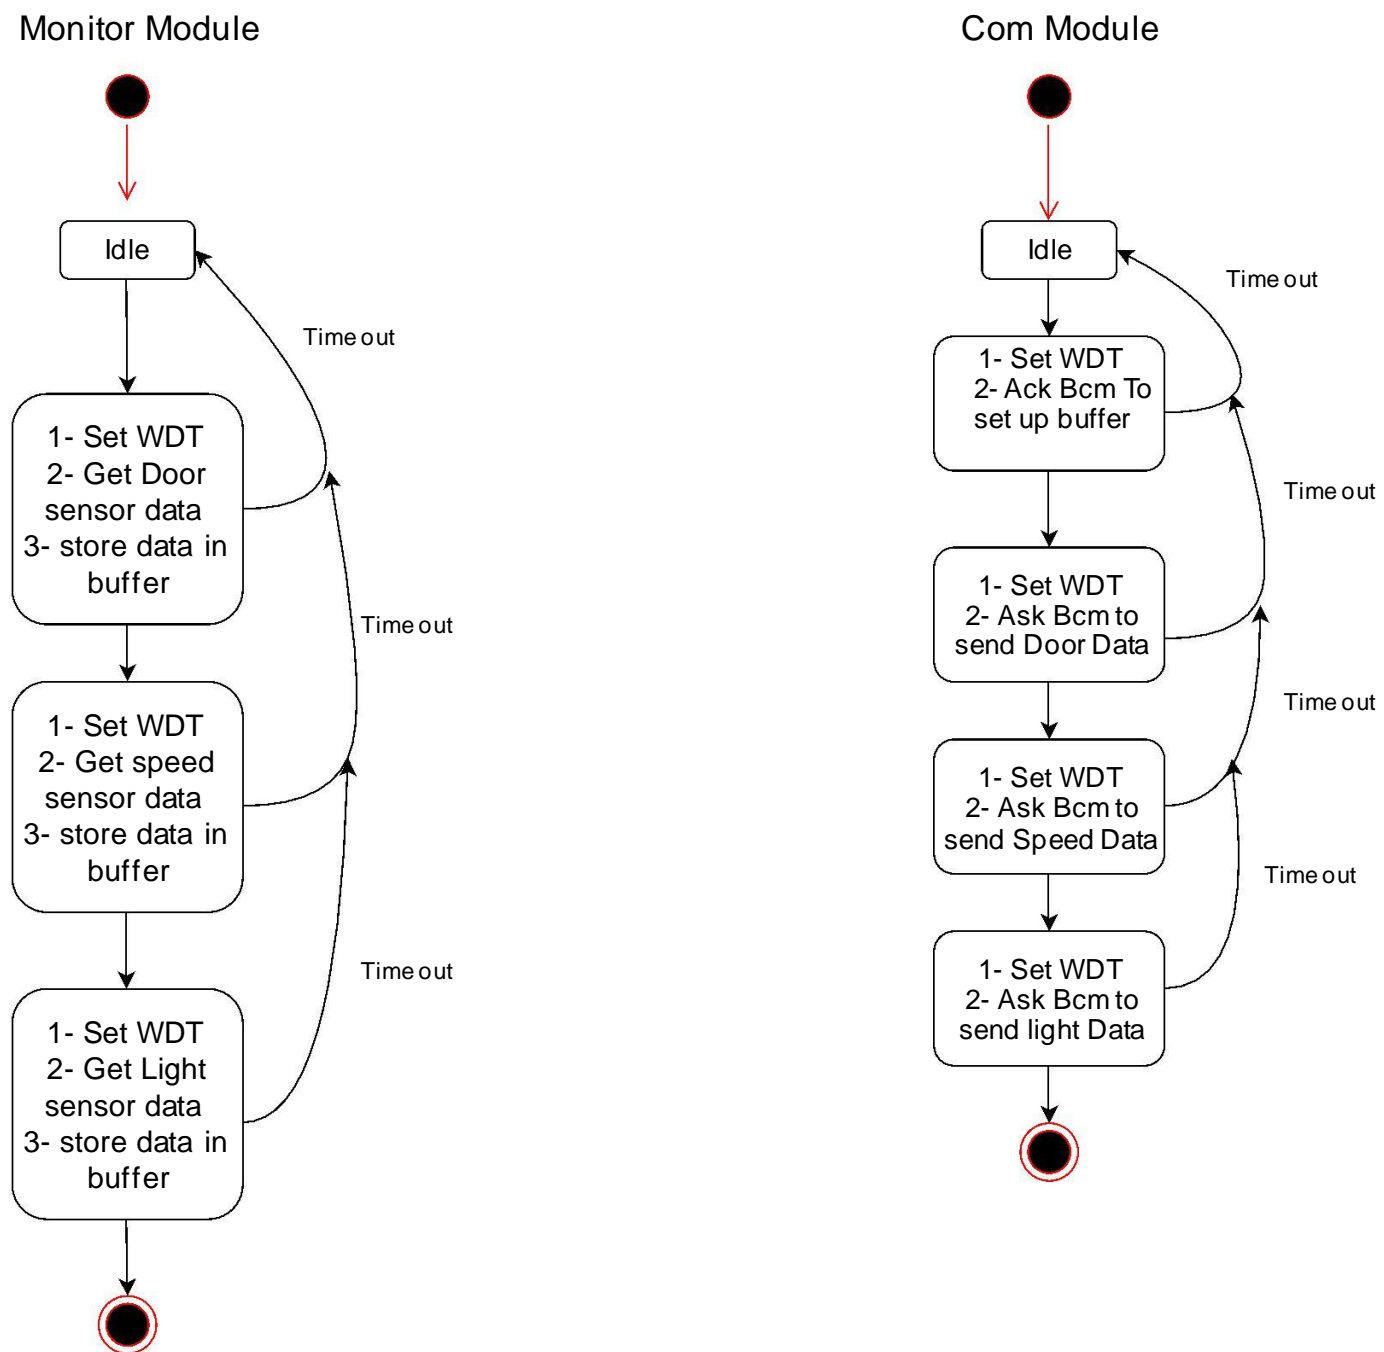 Monitor Module
Idle
Time out
1- Set WDT
2- Get Door
sensor data
3- store data in
buffer
Time out
1- Set WDT
2- Get speed
sensor data
3- store data in
buffer
Time out
1- Set WDT
2- Get Light
sensor data
3- store data in
buffer
Com Module
Idle
Time out
1- Set WDT
2- Ack Bcm To
set up buffer
Time out
1- Set WDT
2- Ask Bcm to
send Door Data
Time out
1- Set WDT
2- Ask Bcm to
send Speed Data
Time out
1- Set WDT
2- Ask Bcm to
send light Data